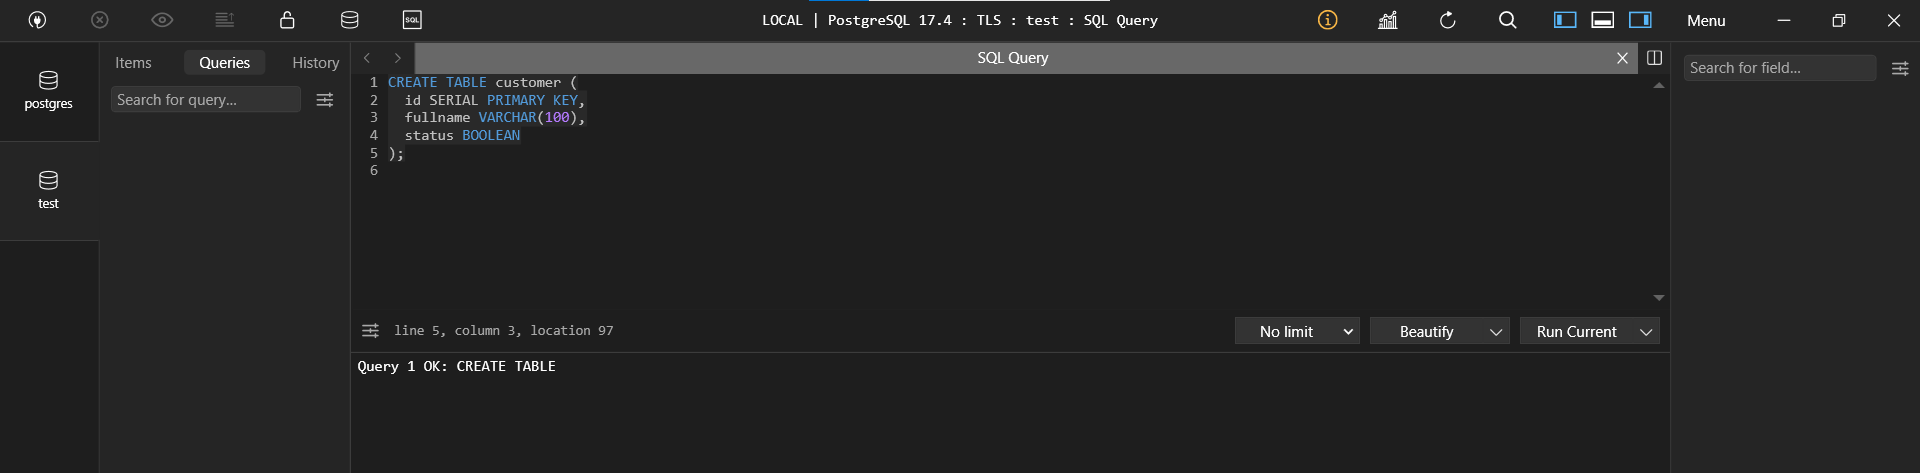 SQL
LOCAL | PostgreSQL 17.4 : TLS : test : SQL Query
Menu
postgres
test
Items
Queries
History
Search for query...
SQL Query
1 CREATE TABLE customer (
2 id SERIAL PRIMARY KEY,
3 fullname VARCHAR(100),
4 status BOOLEAN
5 );
6
line 5, column 3, location 97
No limit
Beautify
Run Current
Query 1 OK: CREATE TABLE
Search for field...